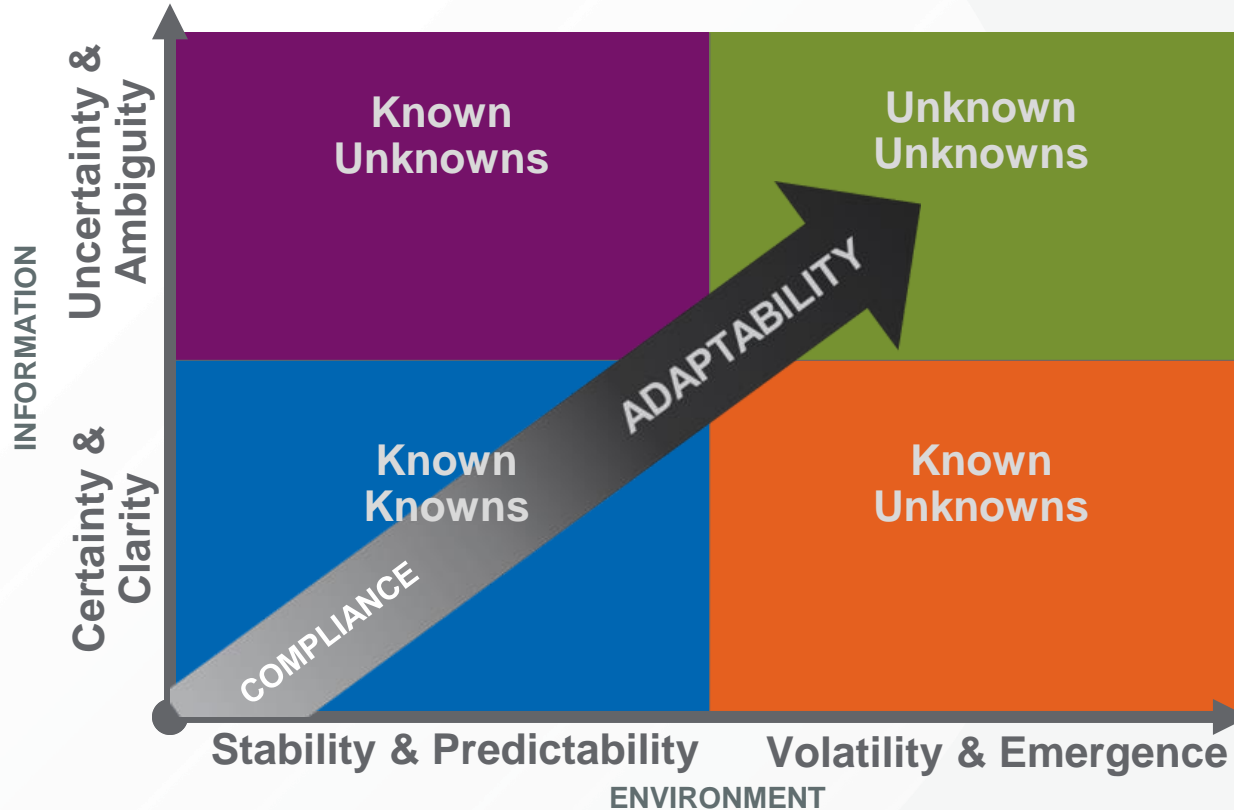 Uncertainty &
Ambiguity
Known
Unknowns
Unknown
Unknowns
INFORMATION
ADAPTABILITY
Certainty &
Clarity
Known
Knowns
Known
Unknowns
COMPLIANCE
Stability & Predictability
Volatility & Emergence
ENVIRONMENT